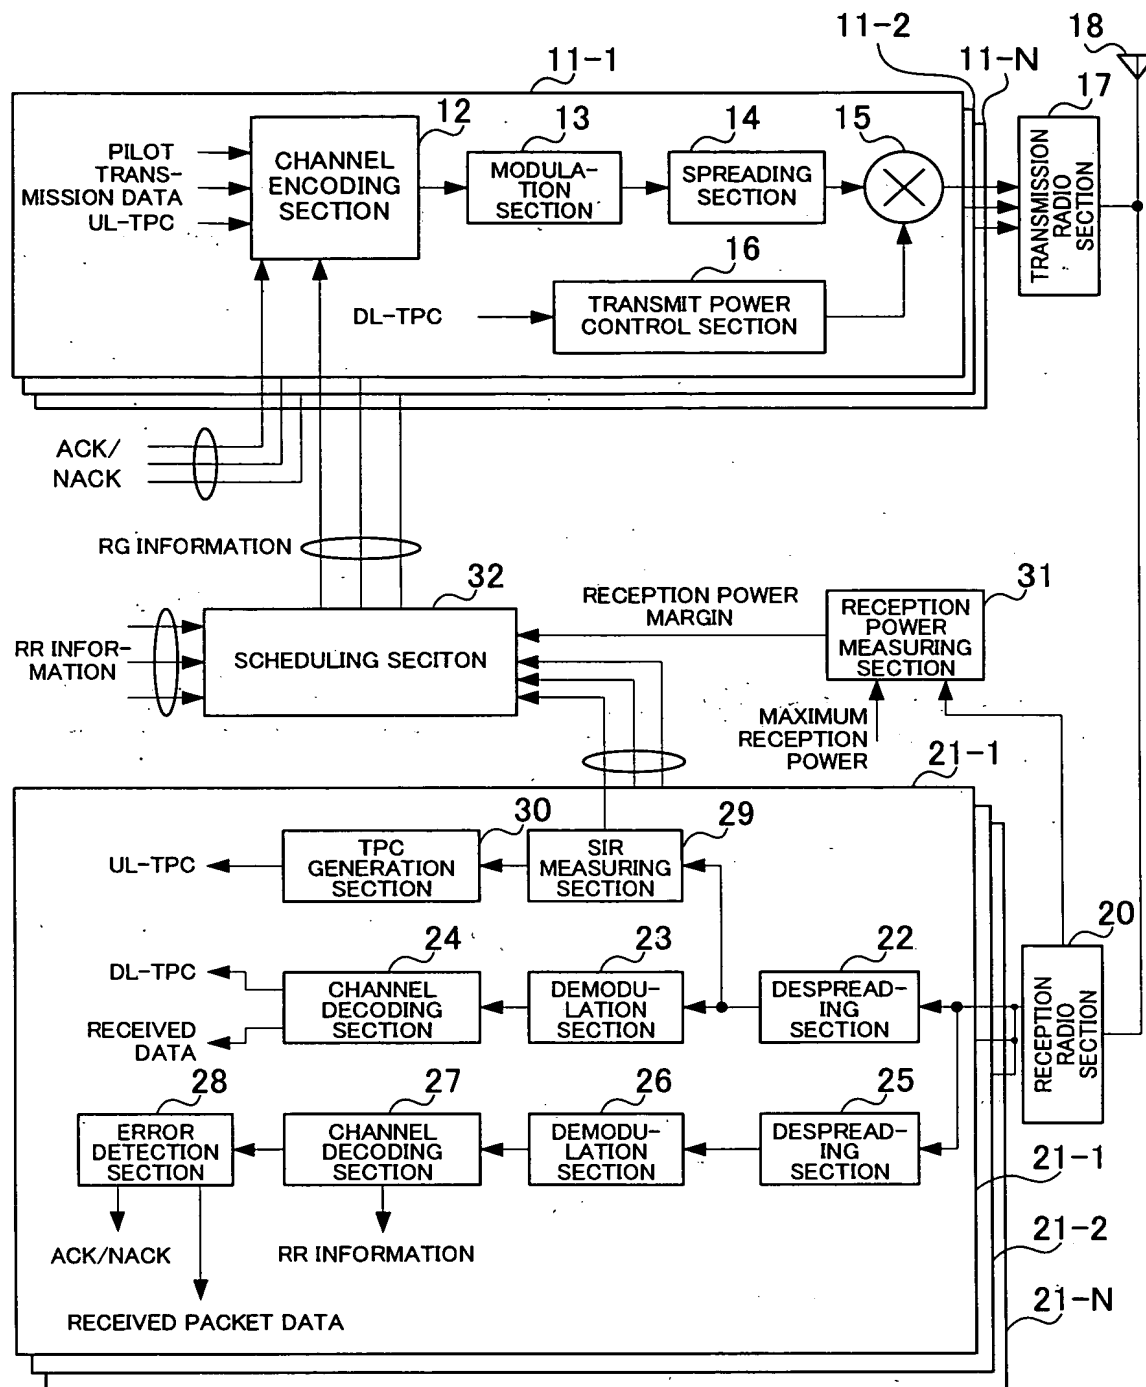 11-2
18
11-1
11-N
17
12
13
14
15
PILOT
TRANS-
MISSION DATA
UL-TPC
CHANNEL
ENCODING
SECTION
MODULA-
TION
SECTION
SPREADING
SECTION
TRANSMISSION
RADIO
SECTION
16
DL-TPC
TRANSMIT POWER
CONTROL SECTION
ACK/
NACK
RG INFORMATION
32
31
RECEPTION POWER
MARGIN
RECEPTION
POWER
MEASURING
SECTION
RR INFOR-
MATION
SCHEDULING SECITON
MAXIMUM
RECEPTION
POWER
21-1
30
29
UL-TPC
TPC
GENERATION
SECTION
SIR
MEASURING
SECTION
20
24
23
22
DL-TPC
RECEIVED
DATA
CHANNEL
DECODING
SECTION
DEMODU-
LATION
SECTION
DESPREAD-
ING
SECTION
RECEPTION
RADIO
SECTION
28
27
26
25
ERROR
DETECTION
SECTION
CHANNEL
DECODING
SECTION
DEMODU-
LATION
SECTION
DESPREAD-
ING
SECTION
21-1
ACK/NACK
RR INFORMATION
21-2
21-N
RECEIVED PACKET DATA